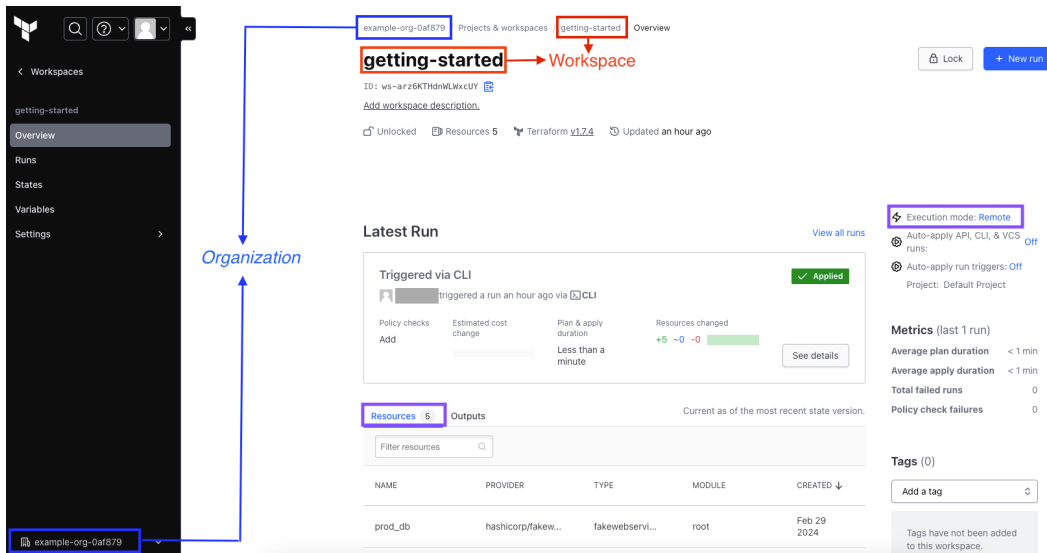 Workspaces
getting-started
Overview
Runs
States
Variables
Settings
example-org-0af879
Organization
example-org-0af879 Projects & workspaces / getting-started Overview
getting-started
Workspace
Lock
+ New run
ID: ws-arz6KTHdnWLWxcUY
Add workspace description.
Unlocked Resources 5 Terraform v1.7.4 Updated an hour ago
Latest Run
View all runs
Triggered via CLI
Applied
triggered a run an hour ago via CLI
Policy checks
Add
Estimated cost
change
Plan & apply
duration
Less than a
minute
Resources changed
+5 ~0 -0
See details
Resources 5 Outputs
Current as of the most recent state version.
Filter resources
NAME PROVIDER TYPE MODULE CREATED
prod_db hashicorp/fakew... fakewebservi... root Feb 29
2024
Execution mode: Remote
Auto-apply API, CLI, & VCS
runs: Off
Auto-apply run triggers: Off
Project: Default Project
Metrics (last 1 run)
Average plan duration < 1 min
Average apply duration < 1 min
Total failed runs 0
Policy check failures 0
Tags (0)
Add a tag
Tags have not been added
to this workspace.